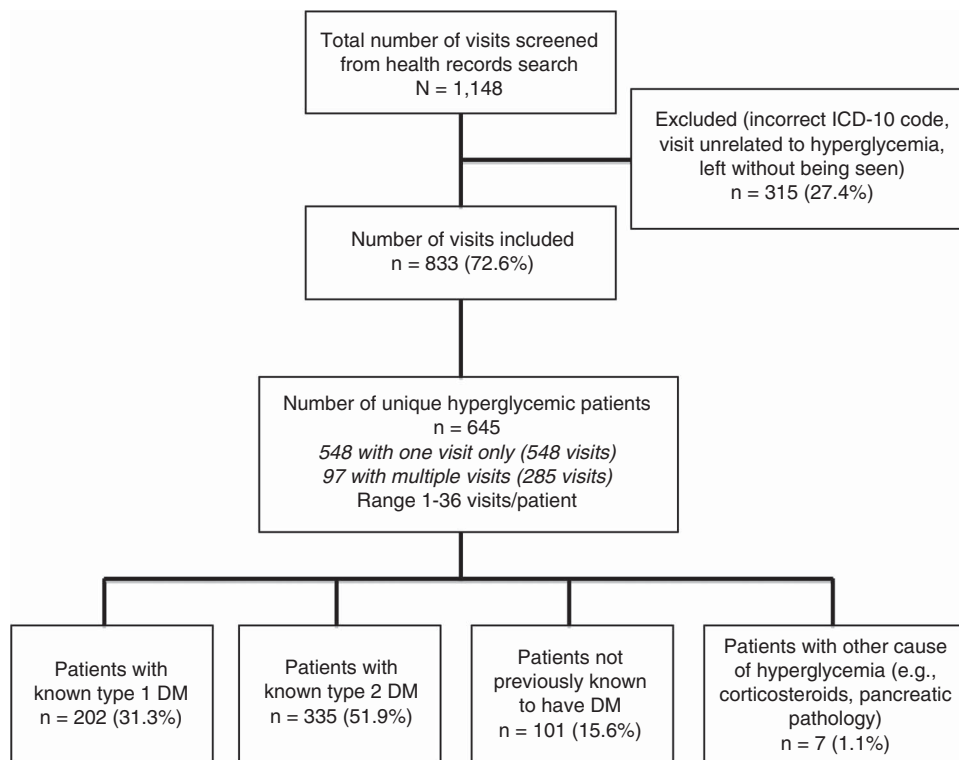 Total number of visits screened
from health records search
N = 1,148
Excluded (incorrect ICD-10 code,
visit unrelated to hyperglycemia,
left without being seen)
n = 315 (27.4%)
Number of visits included
n = 833 (72.6%)
Number of unique hyperglycemic patients
n = 645
548 with one visit only (548 visits)
97 with multiple visits (285 visits)
Range 1-36 visits/patient
Patients with
known type 1 DM
n = 202 (31.3%)
Patients with
known type 2 DM
n = 335 (51.9%)
Patients not
previously known
to have DM
n = 101 (15.6%)
Patients with other cause
of hyperglycemia (e.g.,
corticosteroids, pancreatic
pathology)
n = 7 (1.1%)